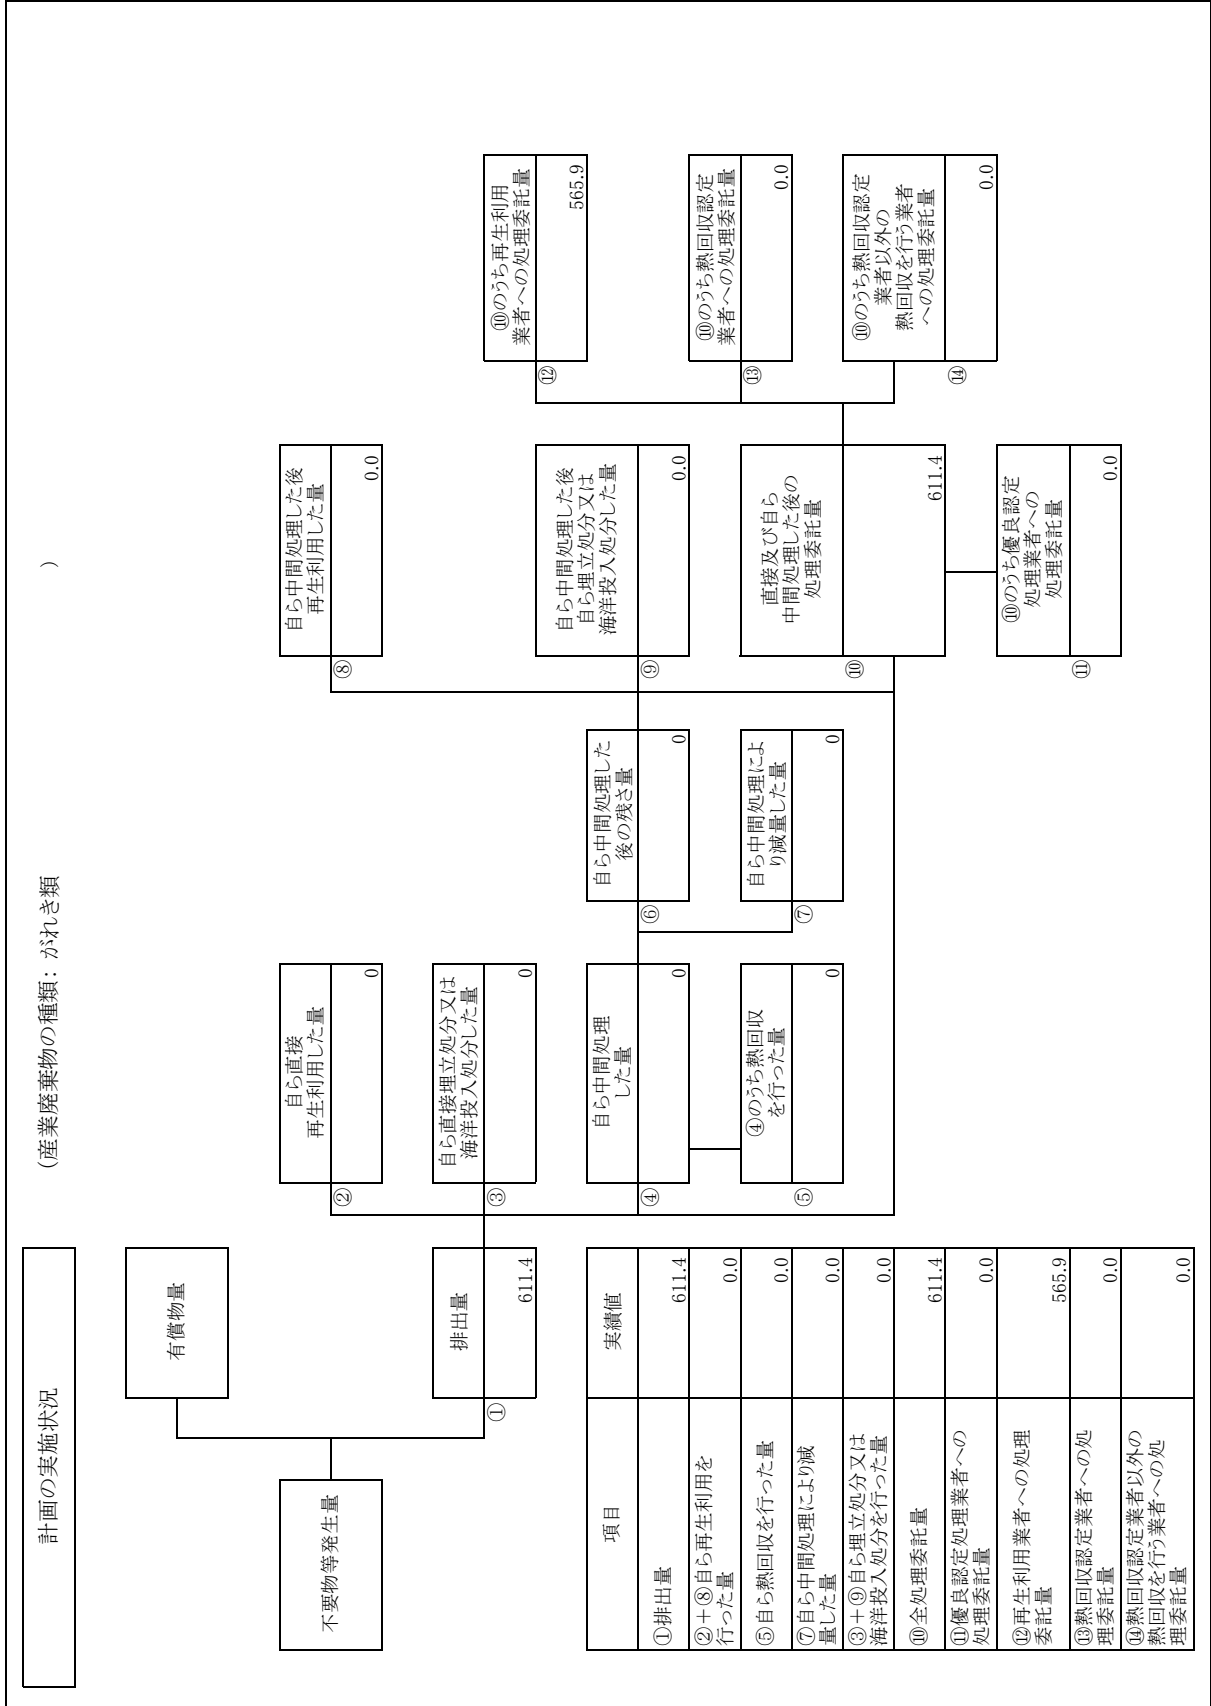 計画の実施状況
(産業廃棄物の種類：がれき類
)
不要物等発生量
有償物量
①
排出量
611.4
②
自ら直接
再生利用した量
0
③
自ら直接埋立処分又は
海洋投入処分した量
0
④
自ら中間処理
した量
0
⑤
④のうち熱回収
を行った量
0
⑥
自ら中間処理した
後の残さ量
0
⑦
自ら中間処理によ
り減量した量
0
⑧
自ら中間処理した後
再生利用した量
0.0
⑨
自ら中間処理した後
自ら埋立処分又は
海洋投入処分した量
0.0
⑩
直接及び自ら
中間処理した後の
処理委託量
611.4
⑪
⑩のうち優良認定
処理業者への
処理委託量
0.0
⑫
⑩のうち再生利用
業者への処理委託量
565.9
⑬
⑩のうち熱回収認定
業者への処理委託量
0.0
⑭
⑩のうち熱回収認定
業者以外の
熱回収を行う業者
への処理委託量
0.0
項目
実績値
①排出量
611.4
②＋⑧自ら再生利用を
行った量
0.0
⑤自ら熱回収を行った量
0.0
⑦自ら中間処理により減
量した量
0.0
③＋⑨自ら埋立処分又は
海洋投入処分を行った量
0.0
⑩全処理委託量
611.4
⑪優良認定処理業者への
処理委託量
0.0
⑫再生利用業者への処理
委託量
565.9
⑬熱回収認定業者への処
理委託量
0.0
⑭熱回収認定業者以外の
熱回収を行う業者への処
理委託量
0.0